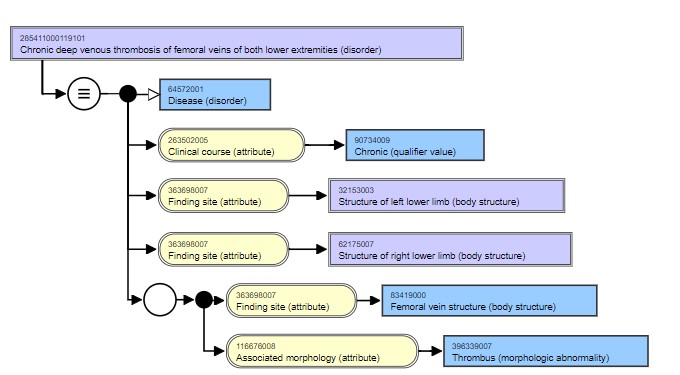 285411000119101
Chronic deep venous thrombosis of femoral veins of both lower extremities (disorder)
64572001
Disease (disorder)
263502005
Clinical course (attribute)
90734009
Chronic (qualifier value)
363698007
Finding site (attribute)
32153003
Structure of left lower limb (body structure)
363698007
Finding site (attribute)
62175007
Structure of right lower limb (body structure)
363698007
Finding site (attribute)
83419000
Femoral vein structure (body structure)
116676008
Associated morphology (attribute)
396339007
Thrombus (morphologic abnormality)